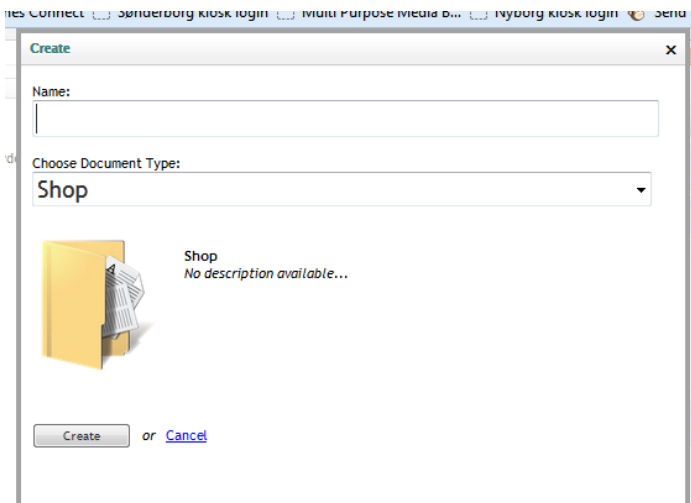 Connect Sønderborg kiosk login Multi Purpose Media B... Nyborg kiosk login Send
Create
Name:
Choose Document Type:
Shop
Shop
No description available...
Create or Cancel